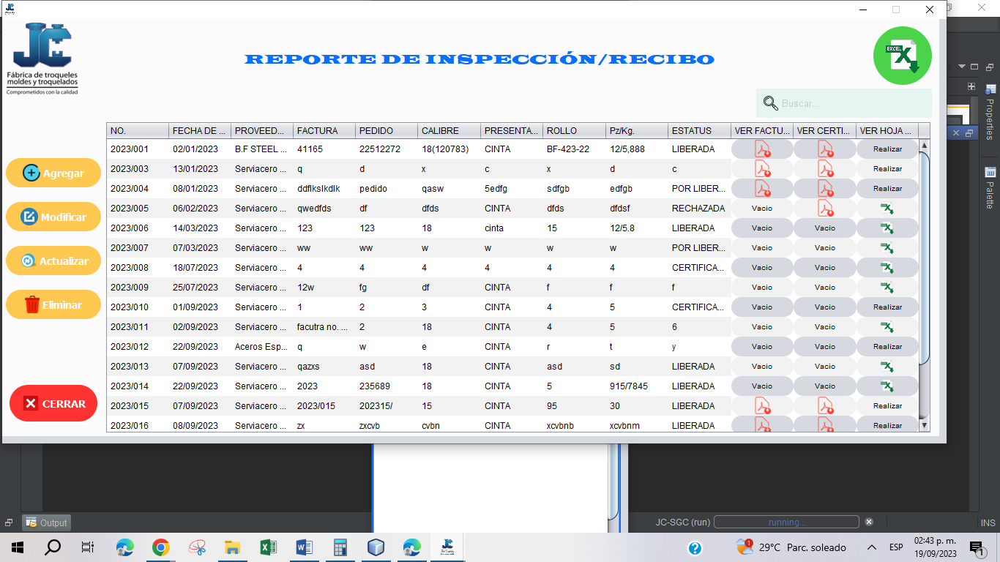 JC
Fábrica de troqueles
moldes y troquelados
Comprometidos con la calidad
REPORTE DE INSPECCIÓN/RECIBO
EXCEL
Buscar...
Agregar
Modificar
Actualizar
Eliminar
CERRAR
NO. FECHA DE ... PROVEED... FACTURA PEDIDO CALIBRE PRESENTA... ROLLO Pz/Kg. ESTATUS VER FACTU... VER CERTI... VER HOJA ...
2023/001 02/01/2023 B.F STEEL ... 41165 22512272 18(120783) CINTA BF-423-22 12/5,888 LIBERADA Realizar
2023/003 13/01/2023 Serviacero ... q d x c x d c Realizar
2023/004 08/01/2023 Serviacero ... ddflkslkdlk pedido qasw 5edfg sdfgb edfgb POR LIBER... Realizar
2023/005 06/02/2023 Serviacero ... qwedfds df dfds CINTA dfds dfdsf RECHAZADA Vacio
2023/006 14/03/2023 Serviacero ... 123 123 18 cinta 15 12/5.8 LIBERADA Vacio Vacio
2023/007 07/03/2023 Serviacero ... ww ww w w w w POR LIBER... Vacio Vacio
2023/008 18/07/2023 Serviacero ... 4 4 4 4 4 4 CERTIFICA... Vacio Vacio
2023/009 25/07/2023 Serviacero ... 12w fg df CINTA f f f Vacio Vacio
2023/010 01/09/2023 Serviacero ... 1 2 3 CINTA 4 5 CERTIFICA... Vacio Vacio Realizar
2023/011 02/09/2023 Serviacero ... facutra no. ... 2 18 CINTA 4 5 6 Vacio Vacio
2023/012 22/09/2023 Aceros Esp... q w e CINTA r t y Vacio Vacio Realizar
2023/013 07/09/2023 Serviacero ... qazxs asd 18 CINTA asd sd LIBERADA Vacio Vacio
2023/014 22/09/2023 Serviacero ... 2023 235689 18 CINTA 5 915/7845 LIBERADA Vacio Vacio
2023/015 07/09/2023 Serviacero ... 2023/015 202315/ 15 CINTA 95 30 LIBERADA Realizar
2023/016 08/09/2023 Serviacero ... zx zxcvb cvbn CINTA xcvbnb xcvbnm LIBERADA Realizar
Properties
Palette
Output
JC-SGC (run) running... INS
29°C Parc. soleado
ESP
02:43 p. m.
19/09/2023
1
1